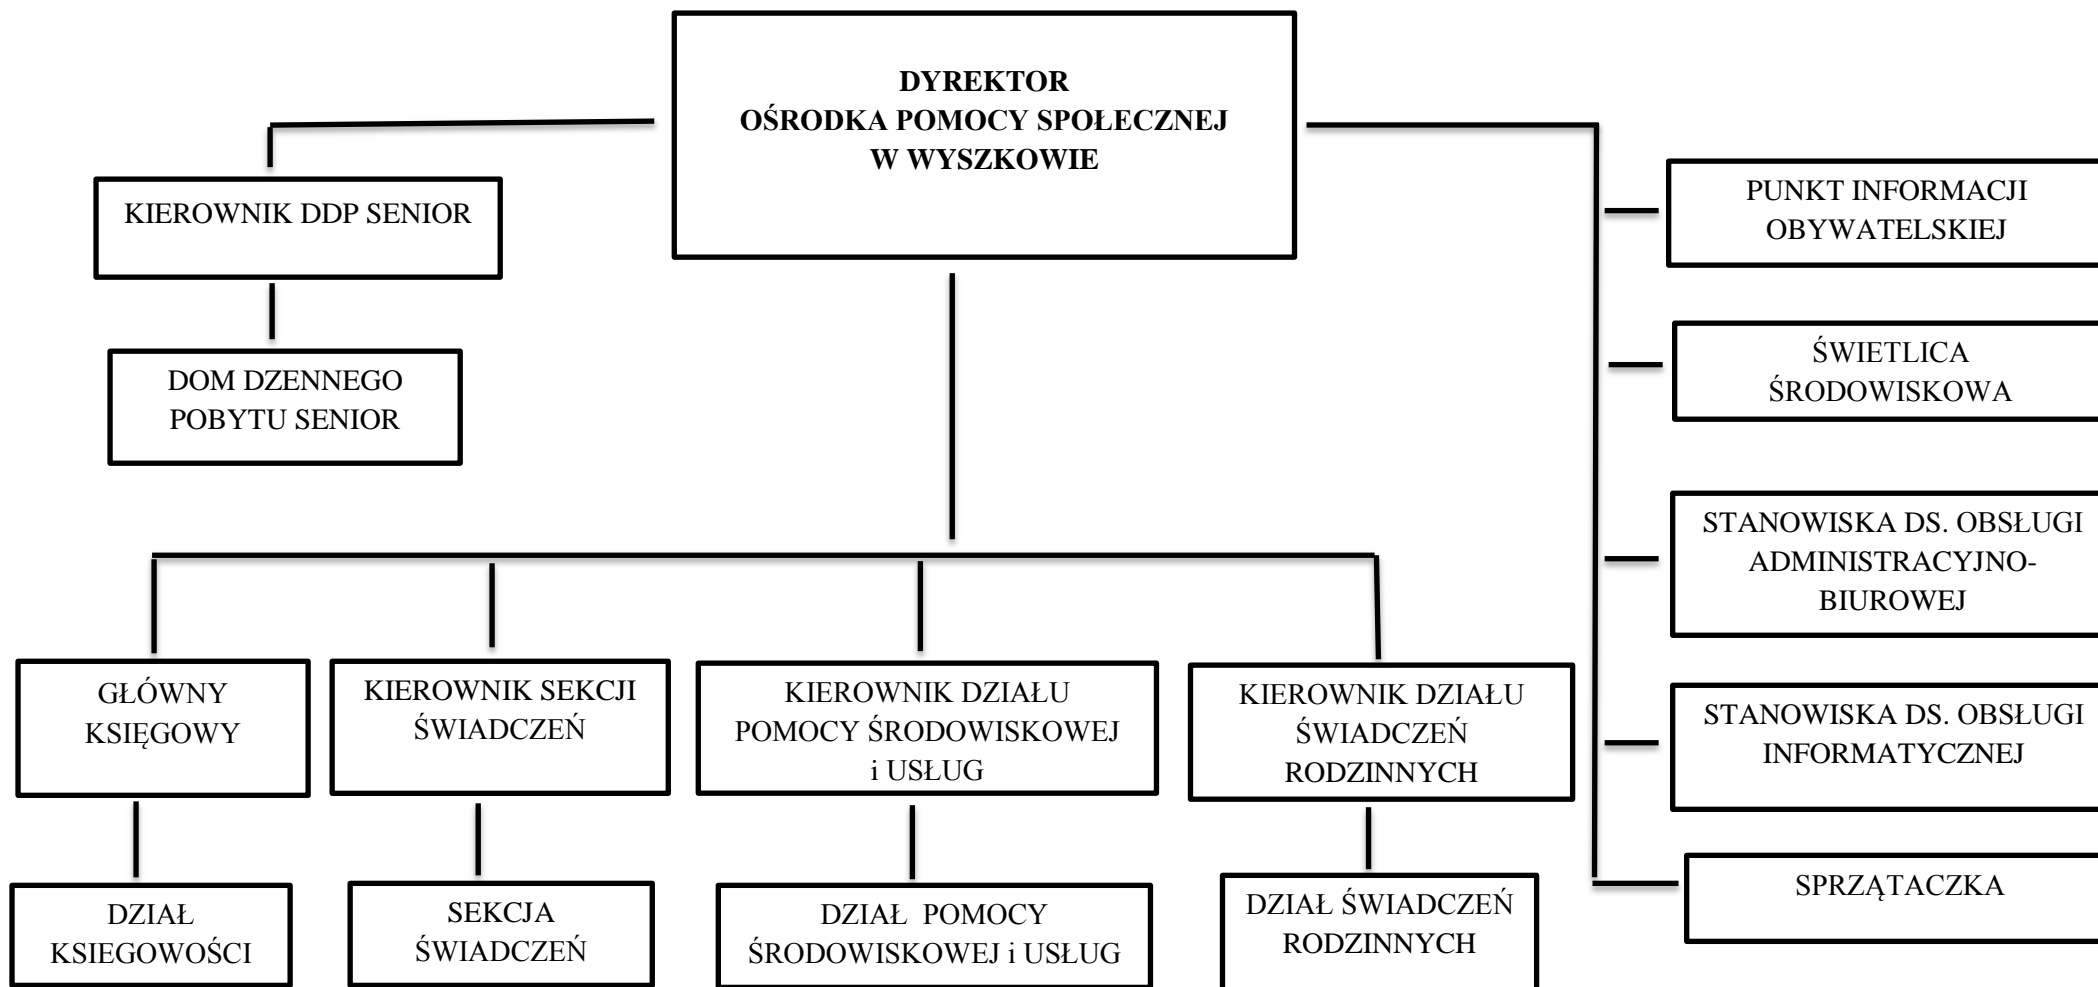 DYREKTOR
OŚRODKA POMOCY SPOŁECZNEJ
W WYSZKOWIE
KIEROWNIK DDP SENIOR
DOM DZENNEGO
POBYTU SENIOR
PUNKT INFORMACJI
OBYWATELSKIEJ
ŚWIETLICA
ŚRODOWISKOWA
STANOWISKA DS. OBSŁUGI
ADMINISTRACYJNO-
BIUROWEJ
STANOWISKA DS. OBSŁUGI
INFORMATYCZNEJ
SPRZĄTACZKA
GŁÓWNY
KSIĘGOWY
KIEROWNIK SEKCJI
ŚWIADCZEŃ
KIEROWNIK DZIAŁU
POMOCY ŚRODOWISKOWEJ
i USŁUG
KIEROWNIK DZIAŁU
ŚWIADCZEŃ
RODZINNYCH
DZIAŁ
KSIEGOWOŚCI
SEKCJA
ŚWIADCZEŃ
DZIAŁ  POMOCY
ŚRODOWISKOWEJ i USŁUG
DZIAŁ ŚWIADCZEŃ
RODZINNYCH